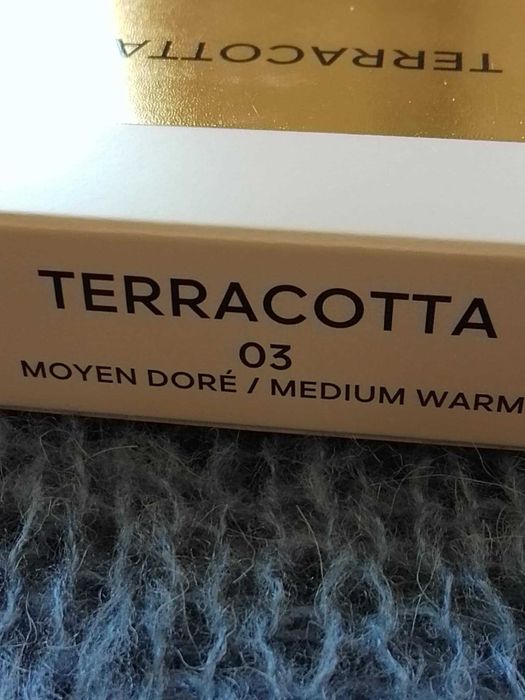 TERRACOTTA
TERRACOTTA
03
MOYEN DORÉ / MEDIUM WARM